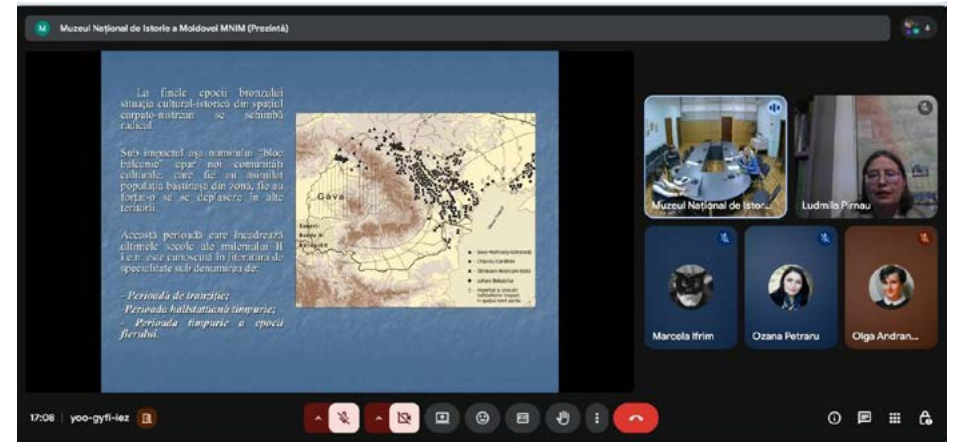 M Muzeul Național de Istorie a Moldovei MNIM (Prezintă)
La finele epocii bronzului
situația cultural-istorică din spațiul
carpato-nistrean se schimbă
radical.
Sub impactul așa numitului "bloc
balcanic" apar noi comunități
culturale, care fie au asimilat
populația băștinașă din zonă, fie au
forțat-o se se deplaseze în alte
teritorii.
Această perioadă care încadrează
ultimele secole ale mileniului II
î.e.n. este cunoscută în literatura de
specialitate sub denumirea de:
- Perioadă de tranziție;
-Perioada hallstattiană timpurie;
- Perioada timpurie a epocii
fierului.
Gava
Muzeul Național de Istor...
Ludmila Pirnau
Marcela Ifrim
Ozana Petraru
Olga Andran...
17:08 | yoo-gyfi-iez